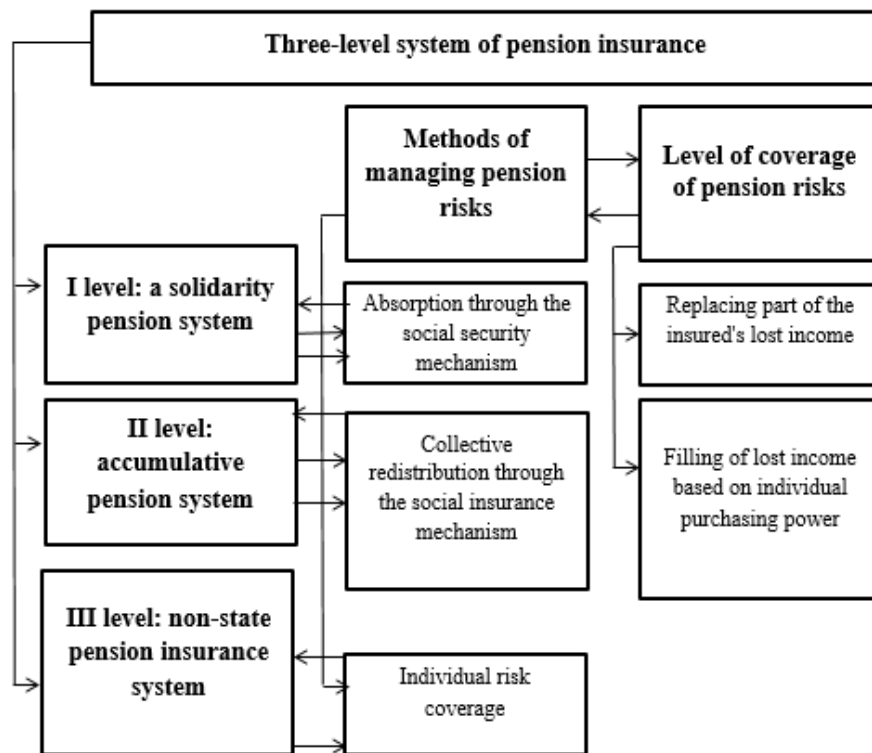 Three-level system of pension insurance
Methods of
managing pension
risks
Level of coverage
of pension risks
I level: a solidarity
pension system
Absorption through the
social security
mechanism
Replacing part of the
insured's lost income
II level:
accumulative
pension system
Collective
redistribution through
the social insurance
mechanism
Filling of lost income
based on individual
purchasing power
III level: non-state
pension insurance
system
Individual risk
coverage